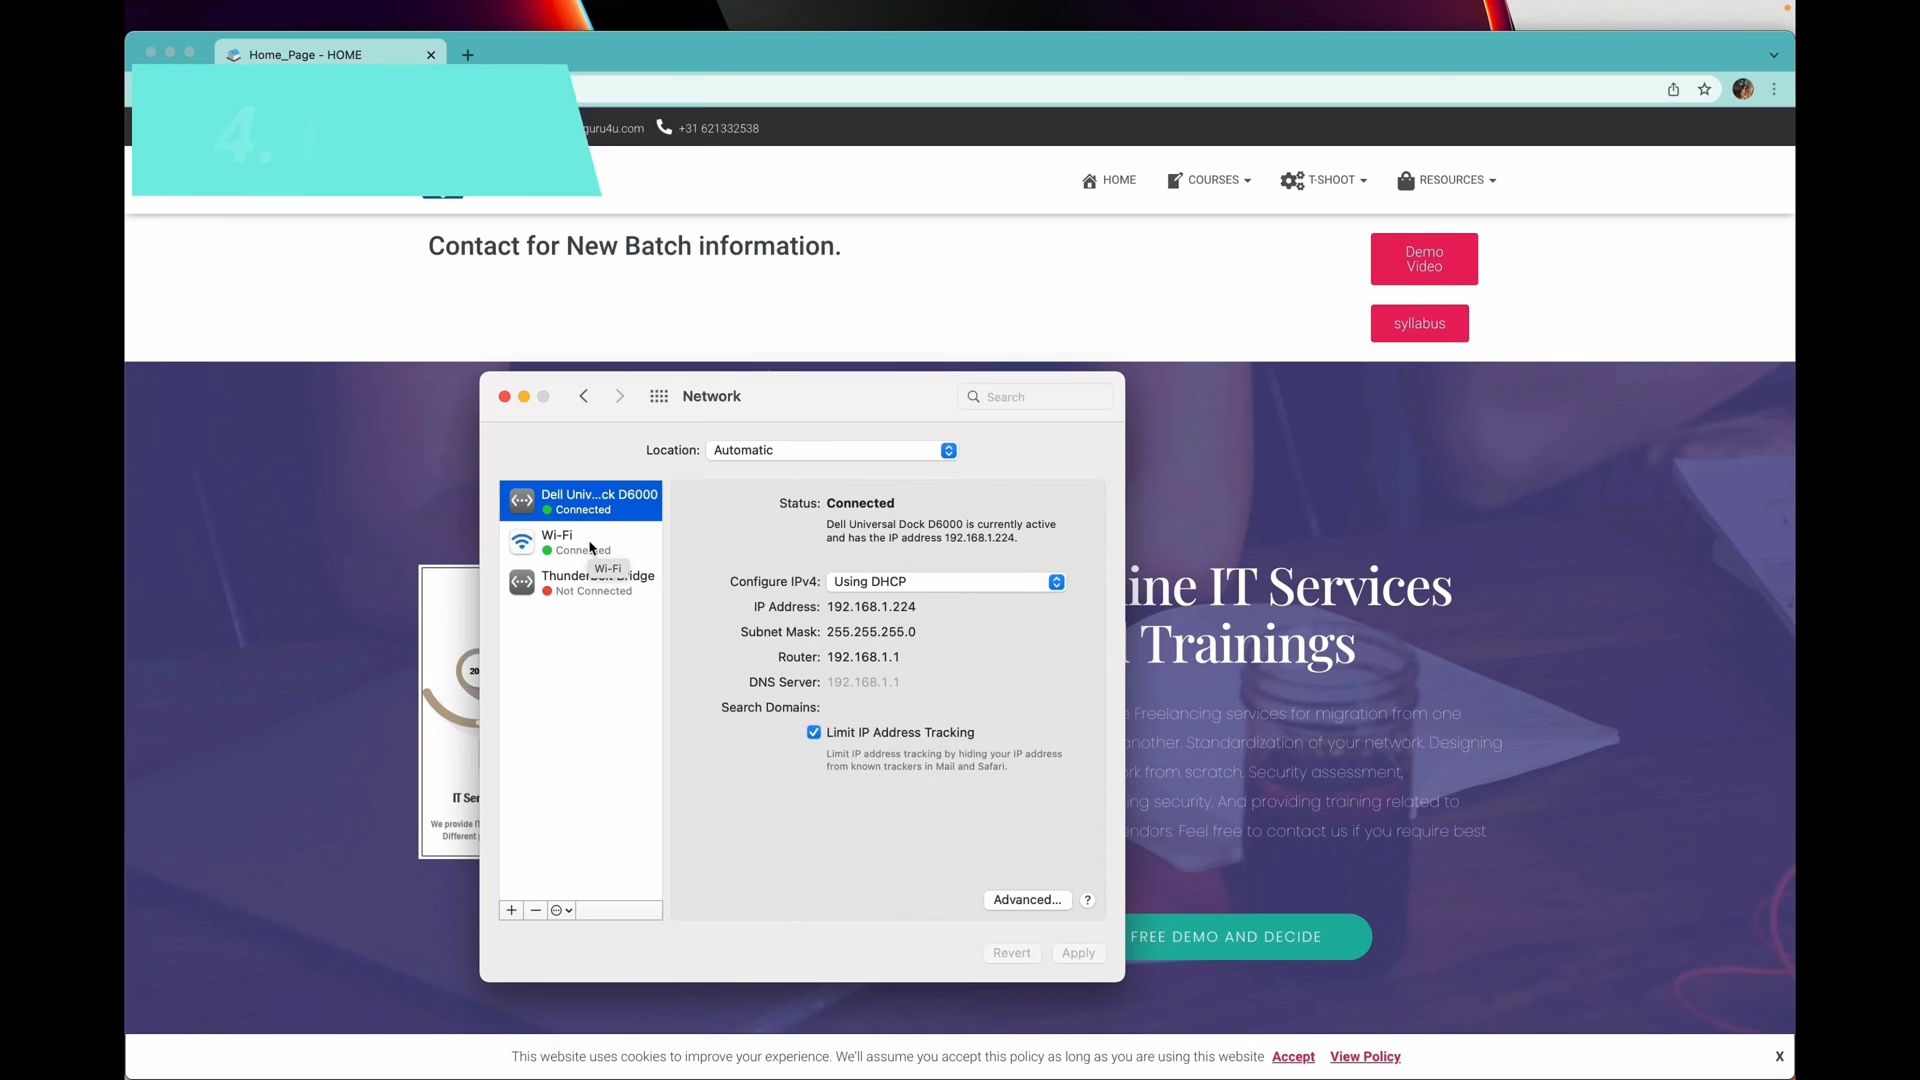 Home_Page - HOME
4.
guru4u.com +31 621332538
HOME COURSES T-SHOOT RESOURCES
Contact for New Batch information.
Demo
Video
syllabus
Network
Search
Location: Automatic
Dell Univ...ck D6000
Connected
Wi-Fi
Connected
Wi-Fi
Thunderbolt Bridge
Not Connected
Status: Connected
Dell Universal Dock D6000 is currently active
and has the IP address 192.168.1.224.
Configure IPv4: Using DHCP
IP Address: 192.168.1.224
Subnet Mask: 255.255.255.0
Router: 192.168.1.1
DNS Server: 192.168.1.1
Search Domains:
Limit IP Address Tracking
Limit IP address tracking by hiding your IP address
from known trackers in Mail and Safari.
Advanced... ?
Revert Apply
20
IT Ser
We provide I
Different
ine IT Services
Trainings
Freelancing services for migration from one
another. Standardization of your network. Designing
rk from scratch. Security assessment,
ing security. And providing training related to
endors. Feel free to contact us if you require best
FREE DEMO AND DECIDE
This website uses cookies to improve your experience. We'll assume you accept this policy as long as you are using this website Accept View Policy X